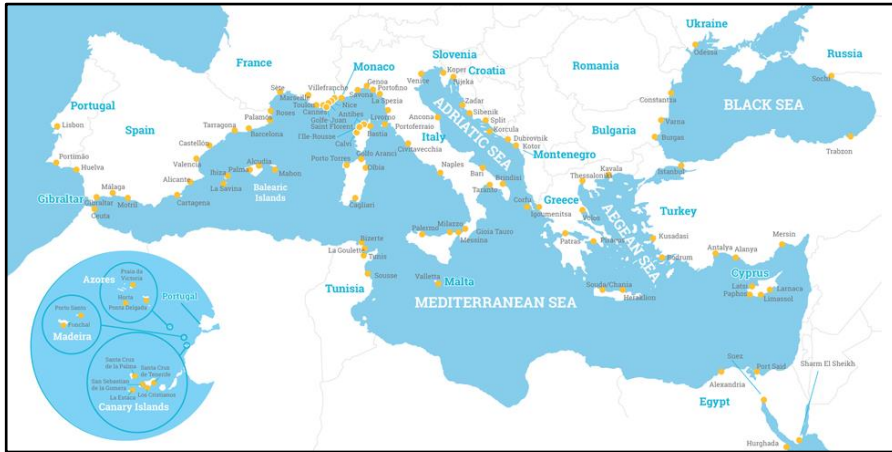 Ukraine
Odessa
Russia
Sochi
Slovenia
Koper
Croatia
Rijeka
Romania
France
Monaco
Venice
Constantza
BLACK SEA
Sète
Marseille
Villefranche
Genoa
Savona
Portofino
Toulon
Cannes
Nice
La Spezia
Golfe-Juan
Antibes
Saint Florent
Livorno
L'île-Rousse
Bastia
Portoferraio
Calvi
Zadar
Sibenik
Split
Korcula
Dubrovnik
Kotor
ADRIATIC SEA
Ancona
Italy
Civitavecchia
Montenegro
Varna
Bulgaria
Burgas
Trabzon
Portugal
Lisbon
Spain
Palamós
Roses
Tarragona
Barcelona
Castellón
Valencia
Portimão
Huelva
Ibiza
Palma
Alcudia
Mahon
La Savina
Balearic
Islands
Alicante
Cartagena
Gibraltar
Málaga
Gibraltar
Motril
Ceuta
Porto Torres
Golfo Aranci
Olbia
Cagliari
Naples
Bari
Brindisi
Taranto
Istanbul
Kavala
Thessaloniki
Greece
Corfu
Igoumenitsa
Volos
Patras
Piraeus
AEGEAN SEA
Turkey
Kusadasi
Bodrum
Antalya
Alanya
Mersin
Palermo
Milazzo
Gioia Tauro
Messina
Bizerte
La Goulette
Tunis
Sousse
Tunisia
Valletta
Malta
MEDITERRANEAN SEA
Souda/Chania
Heraklion
Cyprus
Latsi
Larnaca
Paphos
Limassol
Suez
Port Said
Sharm El Sheikh
Alexandria
Egypt
Hurghada
Azores
Praia da
Victoria
Horta
Ponta Delgada
Portugal
Porto Santo
Funchal
Madeira
Santa Cruz
de la Palma
Santa Cruz
de Tenerife
San Sebastian
de la Gomera
La Estaca
Los Cristianos
Canary Islands